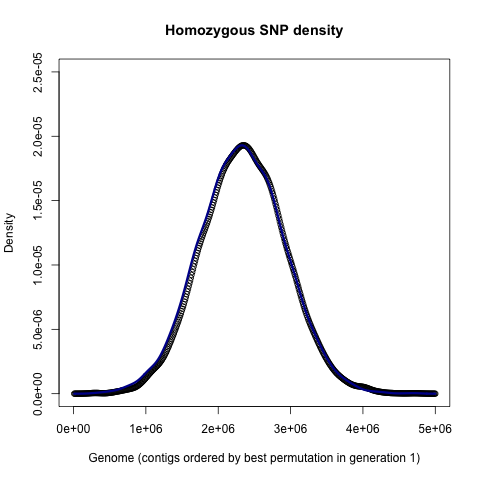 Homozygous SNP density
Density
2.5e-05
2.0e-05
1.5e-05
1.0e-05
5.0e-06
0.0e+00
0e+00 1e+06 2e+06 3e+06 4e+06 5e+06
Genome (contigs ordered by best permutation in generation 1)